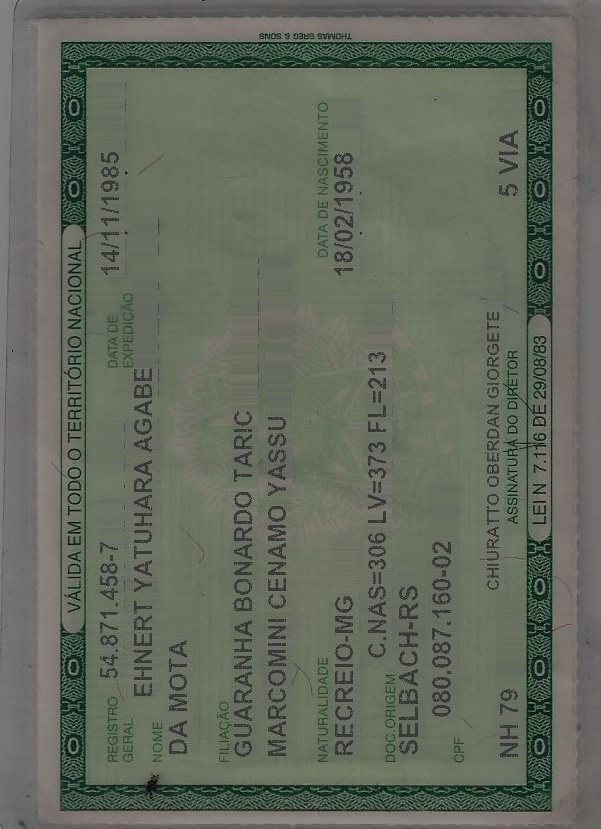 THOMAS GREG & SONS
VÁLIDA EM TODO O TERRITÓRIO NACIONAL
REGISTRO GERAL 54.871.458-7 DATA DE EXPEDIÇÃO 14/11/1985
EHNERT YATUHARA AGABE
NOME
DA MOTA
FILIAÇÃO
GUARANHA BONARDO TARIC
MARCOMINI CENAMO YASSU
NATURALIDADE DATA DE NASCIMENTO
RECREIO-MG 18/02/1958
C.NAS=306 LV=373 FL=213
DOC.ORIGEM
SELBACH-RS
080.087.160-02
CPF
CHIURATTO OBERDAN GIORGETE
NH 79 ASSINATURA DO DIRETOR 5 VIA
LEI N 7.116 DE 29/08/83